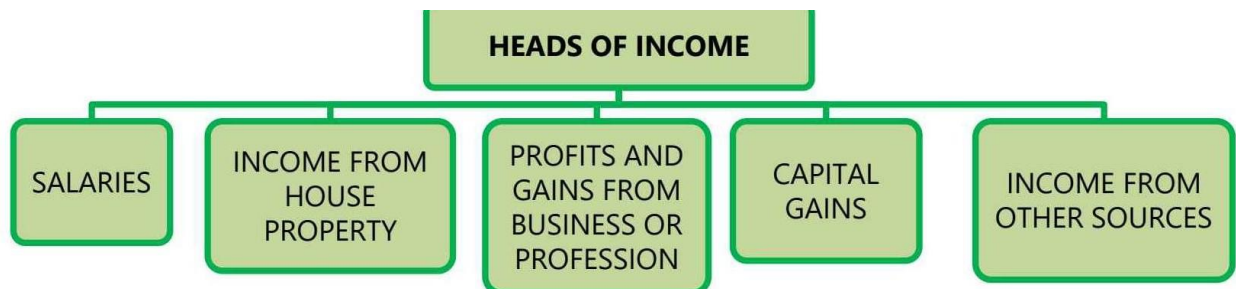 HEADS OF INCOME
SALARIES
INCOME FROM
HOUSE
PROPERTY
PROFITS AND
GAINS FROM
BUSINESS OR
PROFESSION
CAPITAL
GAINS
INCOME FROM
OTHER SOURCES